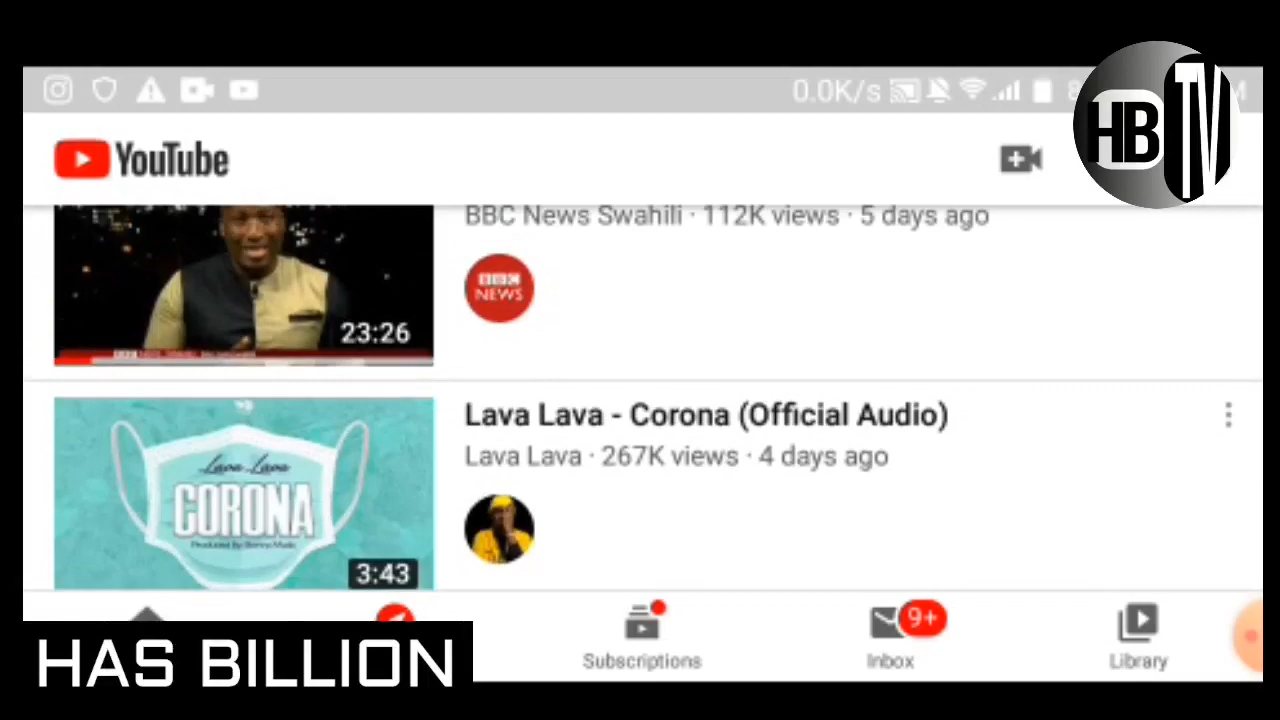 0.0K/s
HB TV
YouTube
BBC News Swahili · 112K views · 5 days ago
BBC
NEWS
23:26
Lava Lava - Corona (Official Audio)
Lava Lava · 267K views · 4 days ago
Lava Lava
CORONA
3:43
9+
Subscriptions
Inbox
Library
HAS BILLION